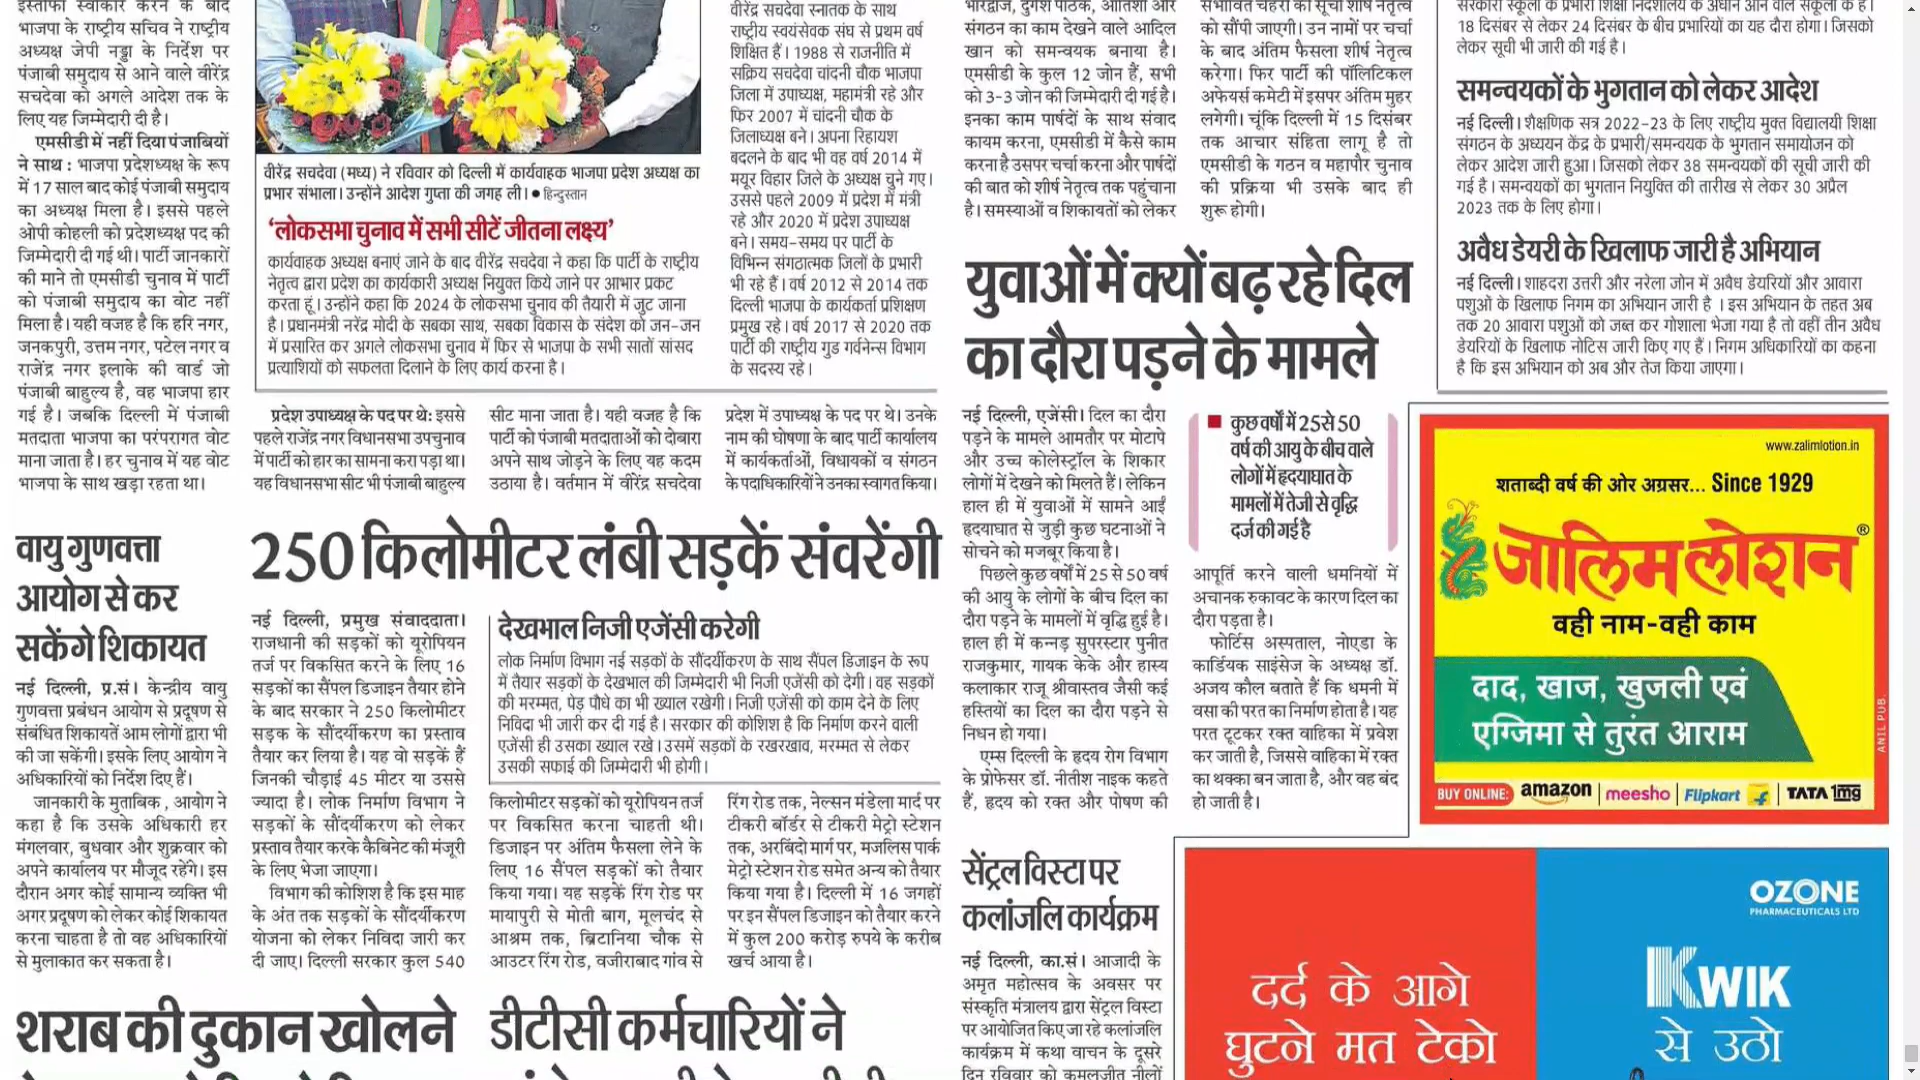 इस्तीफा स्वीकार करने के बाद
भाजपा के राष्ट्रीय सचिव ने राष्ट्रीय
अध्यक्ष जेपी नड्डा के निर्देश पर
पंजाबी समुदाय से आने वाले वीरेंद्र
सचदेवा को अगले आदेश तक के
लिए यह जिम्मेदारी दी है।
एमसीडी में नहीं दिया पंजाबियों
ने साथ : भाजपा प्रदेशध्यक्ष के रूप
में 17 साल बाद कोई पंजाबी समुदाय
का अध्यक्ष मिला है। इससे पहले
ओपी कोहली को प्रदेशध्यक्ष पद की
जिम्मेदारी दी गई थी। पार्टी जानकारों
की माने तो एमसीडी चुनाव में पार्टी
को पंजाबी समुदाय का वोट नहीं
मिला है। यही वजह है कि हरि नगर,
जनकपुरी, उत्तम नगर, पटेल नगर व
राजेंद्र नगर इलाके की वार्ड जो
पंजाबी बाहुल्य है, वह भाजपा हार
गई है। जबकि दिल्ली में पंजाबी
मतदाता भाजपा का परंपरागत वोट
माना जाता है। हर चुनाव में यह वोट
भाजपा के साथ खड़ा रहता था।
वीरेंद्र सचदेवा (मध्य) ने रविवार को दिल्ली में कार्यवाहक भाजपा प्रदेश अध्यक्ष का
प्रभार संभाला। उन्होंने आदेश गुप्ता की जगह ली। ● हिन्दुस्तान
‘लोकसभा चुनाव में सभी सीटें जीतना लक्ष्य’
कार्यवाहक अध्यक्ष बनाएं जाने के बाद वीरेंद्र सचदेवा ने कहा कि पार्टी के राष्ट्रीय
नेतृत्व द्वारा प्रदेश का कार्यकारी अध्यक्ष नियुक्त किये जाने पर आभार प्रकट
करता हूं। उन्होंने कहा कि 2024 के लोकसभा चुनाव की तैयारी में जुट जाना
है। प्रधानमंत्री नरेंद्र मोदी के सबका साथ, सबका विकास के संदेश को जन-जन
में प्रसारित कर अगले लोकसभा चुनाव में फिर से भाजपा के सभी सातों सांसद
प्रत्याशियों को सफलता दिलाने के लिए कार्य करना है।
वीरेंद्र सचदेवा स्नातक के साथ
राष्ट्रीय स्वयंसेवक संघ से प्रथम वर्ष
शिक्षित हैं। 1988 से राजनीति में
सक्रिय सचदेवा चांदनी चौक भाजपा
जिला में उपाध्यक्ष, महामंत्री रहे और
फिर 2007 में चांदनी चौक के
जिलाध्यक्ष बने। अपना रिहायश
बदलने के बाद भी वह वर्ष 2014 में
मयूर विहार जिले के अध्यक्ष चुने गए।
उससे पहले 2009 में प्रदेश में मंत्री
रहे और 2020 में प्रदेश उपाध्यक्ष
बने। समय-समय पर पार्टी के
विभिन्न संगठात्मक जिलों के प्रभारी
भी रहे हैं। वर्ष 2012 से 2014 तक
दिल्ली भाजपा के कार्यकर्ता प्रशिक्षण
प्रमुख रहे। वर्ष 2017 से 2020 तक
पार्टी की राष्ट्रीय गुड गर्वनेन्स विभाग
के सदस्य रहे।
प्रदेश उपाध्यक्ष के पद पर थे: इससे
पहले राजेंद्र नगर विधानसभा उपचुनाव
में पार्टी को हार का सामना करा पड़ा था।
यह विधानसभा सीट भी पंजाबी बाहुल्य
सीट माना जाता है। यही वजह है कि
पार्टी को पंजाबी मतदाताओं को दोबारा
अपने साथ जोड़ने के लिए यह कदम
उठाया है। वर्तमान में वीरेंद्र सचदेवा
प्रदेश में उपाध्यक्ष के पद पर थे। उनके
नाम की घोषणा के बाद पार्टी कार्यालय
में कार्यकर्ताओं, विधायकों व संगठन
के पदाधिकारियों ने उनका स्वागत किया।
वायु गुणवत्ता
आयोग से कर
सकेंगे शिकायत
नई दिल्ली, प्र.सं। केन्द्रीय वायु
गुणवत्ता प्रबंधन आयोग से प्रदूषण से
संबंधित शिकायतें आम लोगों द्वारा भी
की जा सकेंगी। इसके लिए आयोग ने
अधिकारियों को निर्देश दिए हैं।
जानकारी के मुताबिक , आयोग ने
कहा है कि उसके अधिकारी हर
मंगलवार, बुधवार और शुक्रवार को
अपने कार्यालय पर मौजूद रहेंगे। इस
दौरान अगर कोई सामान्य व्यक्ति भी
अगर प्रदूषण को लेकर कोई शिकायत
करना चाहता है तो वह अधिकारियों
से मुलाकात कर सकता है।
250 किलोमीटर लंबी सड़कें संवरेंगी
नई दिल्ली, प्रमुख संवाददाता।
राजधानी की सड़कों को यूरोपियन
तर्ज पर विकसित करने के लिए 16
सड़कों का सैंपल डिजाइन तैयार होने
के बाद सरकार ने 250 किलोमीटर
सड़क के सौंदर्यीकरण का प्रस्ताव
तैयार कर लिया है। यह वो सड़कें हैं
जिनकी चौड़ाई 45 मीटर या उससे
ज्यादा है। लोक निर्माण विभाग ने
सड़कों के सौंदर्यीकरण को लेकर
प्रस्ताव तैयार करके कैबिनेट की मंजूरी
के लिए भेजा जाएगा।
विभाग की कोशिश है कि इस माह
के अंत तक सड़कों के सौंदर्यीकरण
योजना को लेकर निविदा जारी कर
दी जाए। दिल्ली सरकार कुल 540
देखभाल निजी एजेंसी करेगी
लोक निर्माण विभाग नई सड़कों के सौंदर्यीकरण के साथ सैंपल डिजाइन के रूप
में तैयार सड़कों के देखभाल की जिम्मेदारी भी निजी एजेंसी को देगी। वह सड़कों
की मरम्मत, पेड़ पौधे का भी ख्याल रखेगी। निजी एजेंसी को काम देने के लिए
निविदा भी जारी कर दी गई है। सरकार की कोशिश है कि निर्माण करने वाली
एजेंसी ही उसका ख्याल रखे। उसमें सड़कों के रखरखाव, मरम्मत से लेकर
उसकी सफाई की जिम्मेदारी भी होगी।
किलोमीटर सड़कों को यूरोपियन तर्ज
पर विकसित करना चाहती थी।
डिजाइन पर अंतिम फैसला लेने के
लिए 16 सैंपल सड़कों को तैयार
किया गया। यह सड़कें रिंग रोड पर
मायापुरी से मोती बाग, मूलचंद से
आश्रम तक, ब्रिटानिया चौक से
आउटर रिंग रोड, वजीराबाद गांव से
रिंग रोड तक, नेल्सन मंडेला मार्द पर
टीकरी बॉर्डर से टीकरी मेट्रो स्टेशन
तक, अरबिंदो मार्ग पर, मजलिस पार्क
मेट्रो स्टेशन रोड समेत अन्य को तैयार
किया गया है। दिल्ली में 16 जगहों
पर इन सैंपल डिजाइन को तैयार करने
में कुल 200 करोड़ रुपये के करीब
खर्च आया है।
शराब की दुकान खोलने
डीटीसी कर्मचारियों ने
भारद्वाज, दुर्गेश पाठक, आतिशी और
संगठन का काम देखने वाले आदिल
खान को समन्वयक बनाया है।
एमसीडी के कुल 12 जोन हैं, सभी
को 3-3 जोन की जिम्मेदारी दी गई है।
इनका काम पार्षदों के साथ संवाद
कायम करना, एमसीडी में कैसे काम
करना है उसपर चर्चा करना और पार्षदों
की बात को शीर्ष नेतृत्व तक पहुंचाना
है। समस्याओं व शिकायतों को लेकर
संभावित चेहरों की सूची शीर्ष नेतृत्व
को सौंपी जाएगी। उन नामों पर चर्चा
के बाद अंतिम फैसला शीर्ष नेतृत्व
करेगा। फिर पार्टी की पॉलिटिकल
अफेयर्स कमेटी में इसपर अंतिम मुहर
लगेगी। चूंकि दिल्ली में 15 दिसंबर
तक आचार संहिता लागू है तो
एमसीडी के गठन व महापौर चुनाव
की प्रक्रिया भी उसके बाद ही
शुरू होगी।
युवाओं में क्यों बढ़ रहे दिल
का दौरा पड़ने के मामले
नई दिल्ली, एजेंसी। दिल का दौरा
पड़ने के मामले आमतौर पर मोटापे
और उच्च कोलेस्ट्रॉल के शिकार
लोगों में देखने को मिलते हैं। लेकिन
हाल ही में युवाओं में सामने आईं
हृदयाघात से जुड़ी कुछ घटनाओं ने
सोचने को मजबूर किया है।
पिछले कुछ वर्षों में 25 से 50 वर्ष
की आयु के लोगों के बीच दिल का
दौरा पड़ने के मामलों में वृद्धि हुई है।
हाल ही में कन्नड़ सुपरस्टार पुनीत
राजकुमार, गायक केके और हास्य
कलाकार राजू श्रीवास्तव जैसी कई
हस्तियों का दिल का दौरा पड़ने से
निधन हो गया।
एम्स दिल्ली के हृदय रोग विभाग
के प्रोफेसर डॉ. नीतीश नाइक कहते
हैं, हृदय को रक्त और पोषण की
कुछ वर्षों में 25 से 50
वर्ष की आयु के बीच वाले
लोगों में हृदयाघात के
मामलों में तेजी से वृद्धि
दर्ज की गई है
आपूर्ति करने वाली धमनियों में
अचानक रुकावट के कारण दिल का
दौरा पड़ता है।
फोर्टिस अस्पताल, नोएडा के
कार्डियक साइंसेज के अध्यक्ष डॉ.
अजय कौल बताते हैं कि धमनी में
वसा की परत का निर्माण होता है। यह
परत टूटकर रक्त वाहिका में प्रवेश
कर जाती है, जिससे वाहिका में रक्त
का थक्का बन जाता है, और वह बंद
हो जाती है।
सेंट्रल विस्टा पर
कलांजलि कार्यक्रम
नई दिल्ली, का.सं। आजादी के
अमृत महोत्सव के अवसर पर
संस्कृति मंत्रालय द्वारा सेंट्रल विस्टा
पर आयोजित किए जा रहे कलांजलि
कार्यक्रम में कथा वाचन के दूसरे
दिन रविवार को कमलजीत नीलों
सरकारी स्कूलों के प्रभारी शिक्षा निदेशालय के अधीन आने वाले स्कूलों के हैं।
18 दिसंबर से लेकर 24 दिसंबर के बीच प्रभारियों का यह दौरा होगा। जिसको
लेकर सूची भी जारी की गई है।
समन्वयकों के भुगतान को लेकर आदेश
नई दिल्ली। शैक्षणिक सत्र 2022-23 के लिए राष्ट्रीय मुक्त विद्यालयी शिक्षा
संगठन के अध्ययन केंद्र के प्रभारी/समन्वयक के भुगतान समायोजन को
लेकर आदेश जारी हुआ। जिसको लेकर 38 समन्वयकों की सूची जारी की
गई है। समन्वयकों का भुगतान नियुक्ति की तारीख से लेकर 30 अप्रैल
2023 तक के लिए होगा।
अवैध डेयरी के खिलाफ जारी है अभियान
नई दिल्ली। शाहदरा उत्तरी और नरेला जोन में अवैध डेयरियों और आवारा
पशुओं के खिलाफ निगम का अभियान जारी है । इस अभियान के तहत अब
तक 20 आवारा पशुओं को जब्त कर गोशाला भेजा गया है तो वहीं तीन अवैध
डेयरियों के खिलाफ नोटिस जारी किए गए हैं। निगम अधिकारियों का कहना
है कि इस अभियान को अब और तेज किया जाएगा।
www.zalimlotion.in
शताब्दी वर्ष की ओर अग्रसर... Since 1929
जालिम लोशन®
वही नाम-वही काम
दाद, खाज, खुजली एवं
एग्जिमा से तुरंत आराम
BUY ONLINE: amazon meesho Flipkart TATA 1mg
ANIL PUB.
OZONE
PHARMACEUTICALS LTD
दर्द के आगे
घुटने मत टेको
KWIK
से उठो